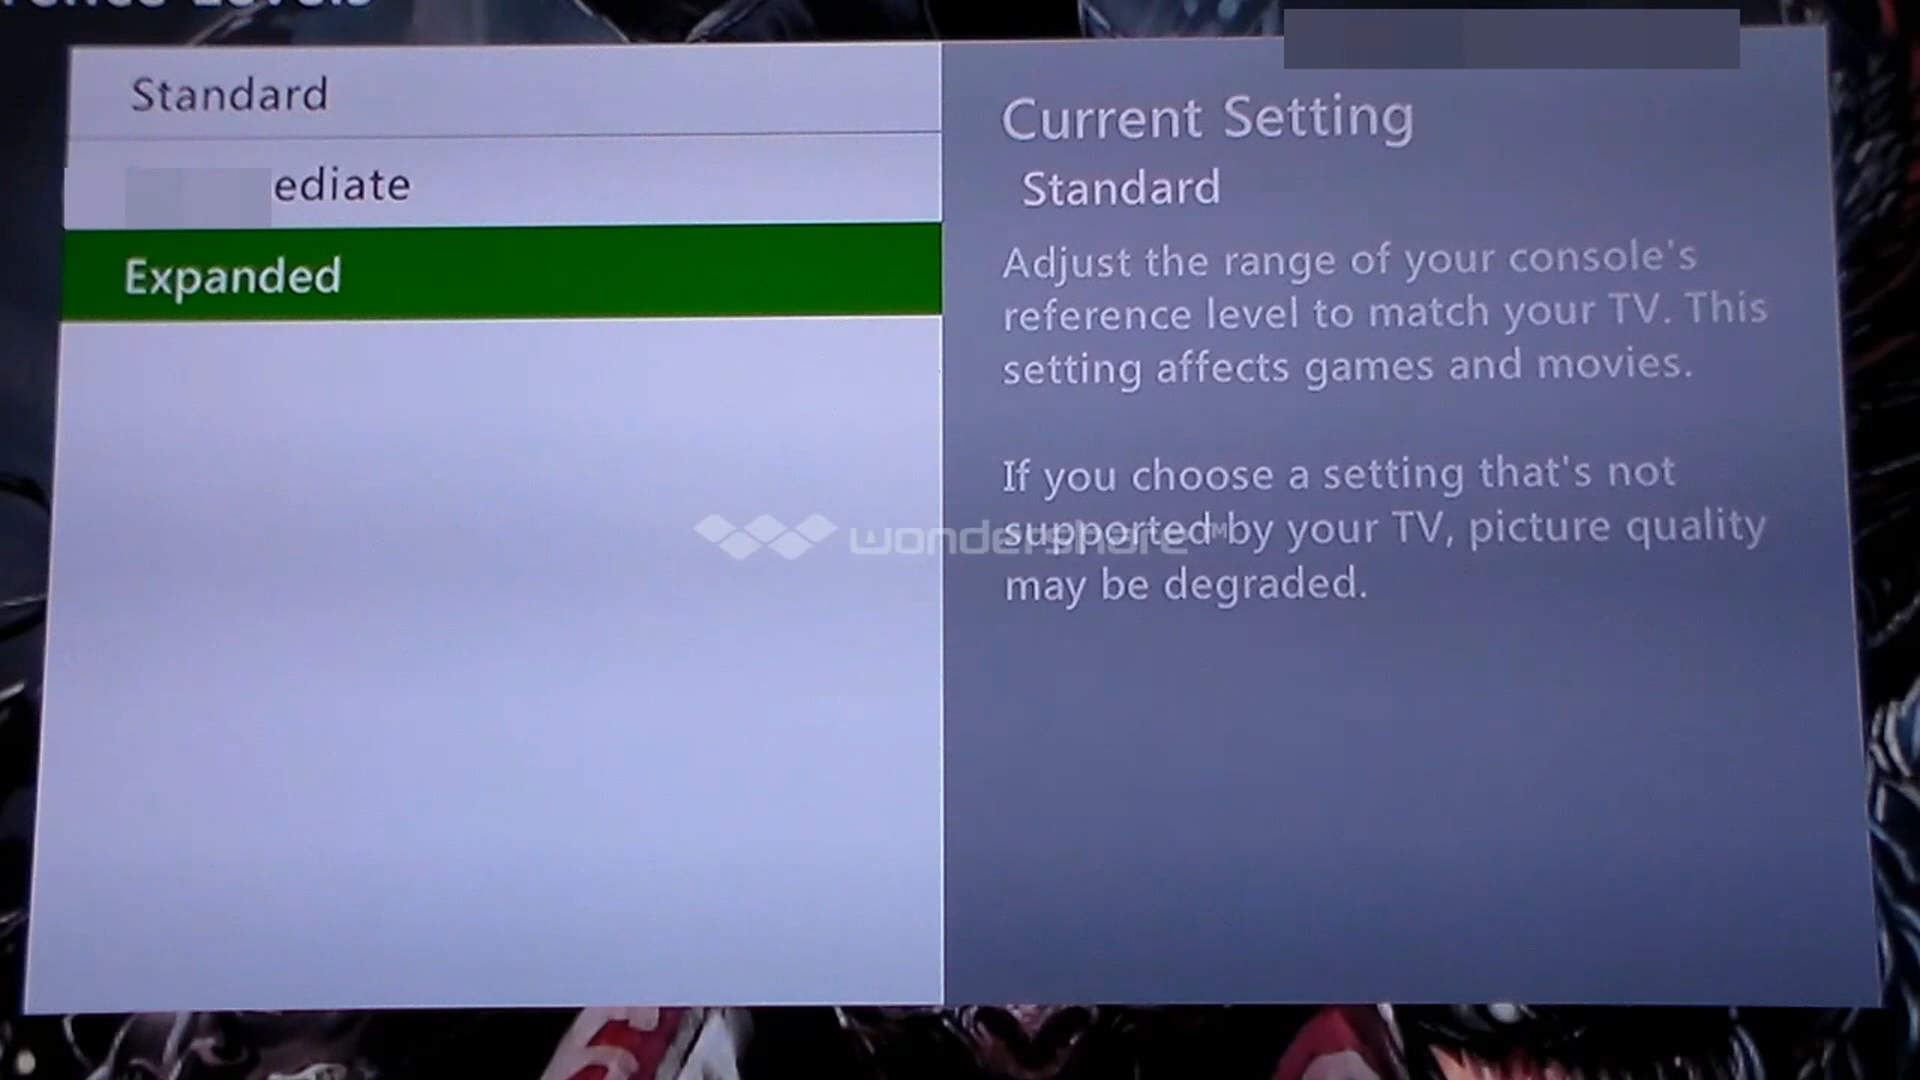 Standard
ediate
Expanded
Current Setting
Standard
Adjust the range of your console's
reference level to match your TV. This
setting affects games and movies.
If you choose a setting that's not
supported by your TV, picture quality
may be degraded.
wondershare™